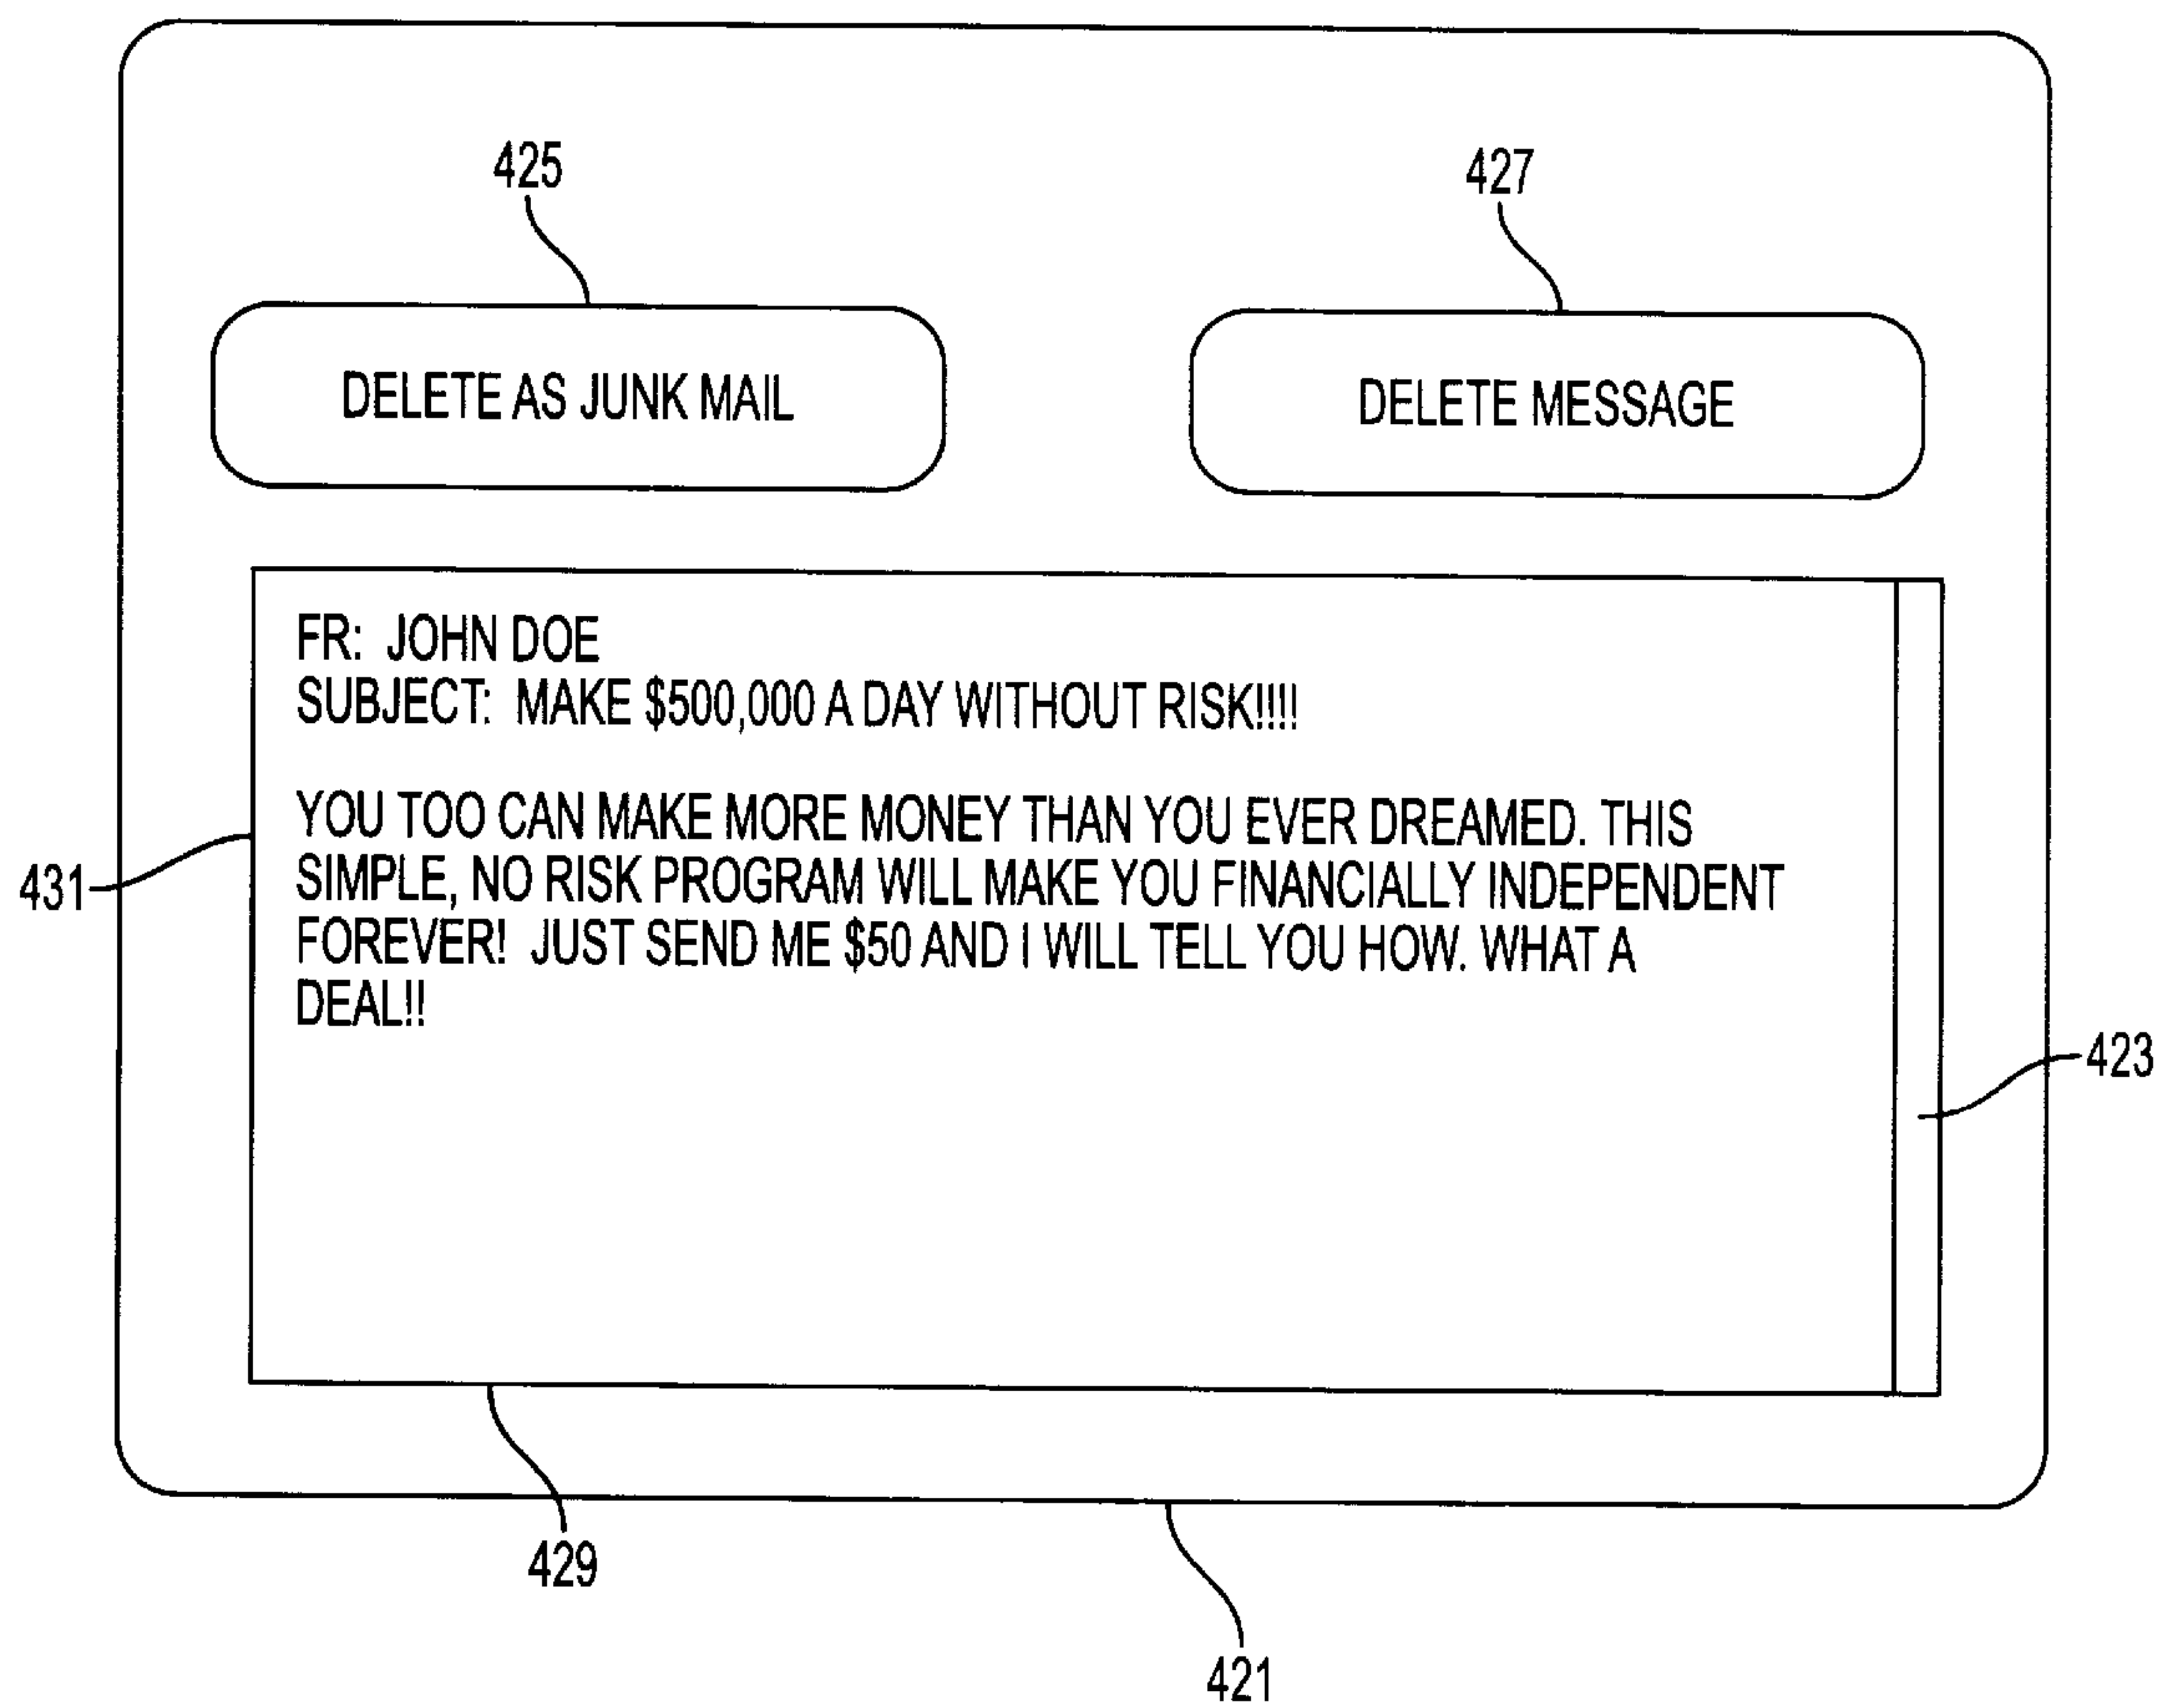 425
427
DELETE AS JUNK MAIL
DELETE MESSAGE
FR: JOHN DOE
SUBJECT: MAKE $500,000 A DAY WITHOUT RISK!!!!
YOU TOO CAN MAKE MORE MONEY THAN YOU EVER DREAMED. THIS
SIMPLE, NO RISK PROGRAM WILL MAKE YOU FINANCIALLY INDEPENDENT
FOREVER! JUST SEND ME $50 AND I WILL TELL YOU HOW. WHAT A
DEAL!!
431
423
429
421